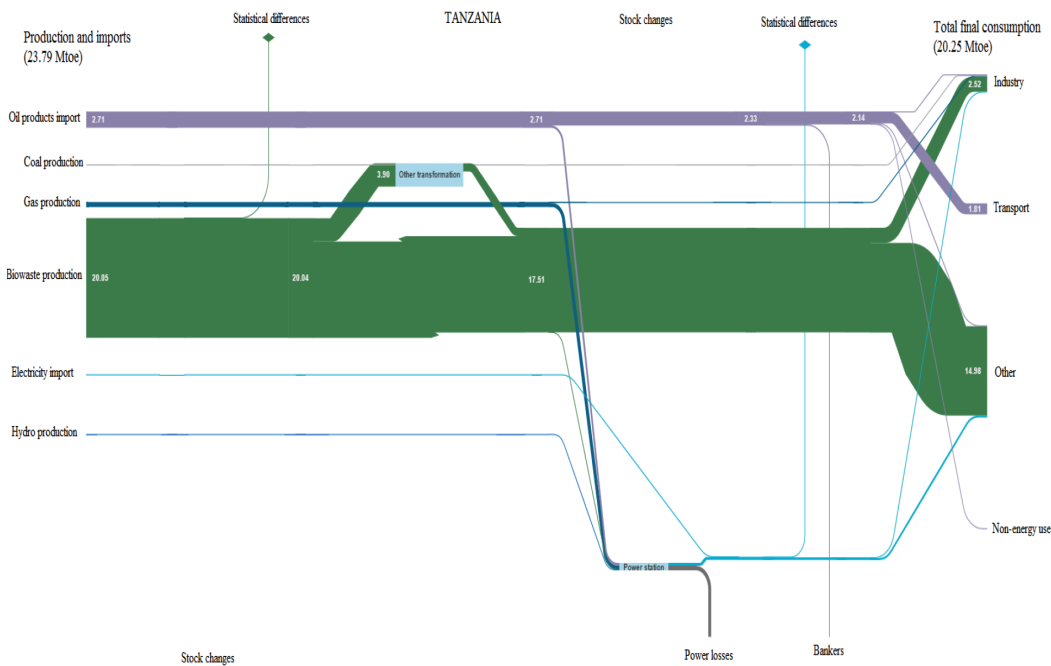 Statistical differences
TANZANIA
Stock changes
Statistical differences
Production and imports
(23.79 Mtoe)
Total final consumption
(20.25 Mtoe)
2.52
Industry
Oil products import
2.71
2.71
2.33
2.14
Coal production
3.90
Other transformation
Gas production
1.81
Transport
Biowaste production
20.05
20.04
17.51
Electricity import
14.98
Other
Hydro production
Non-energy use
Power station
Stock changes
Power losses
Bankers